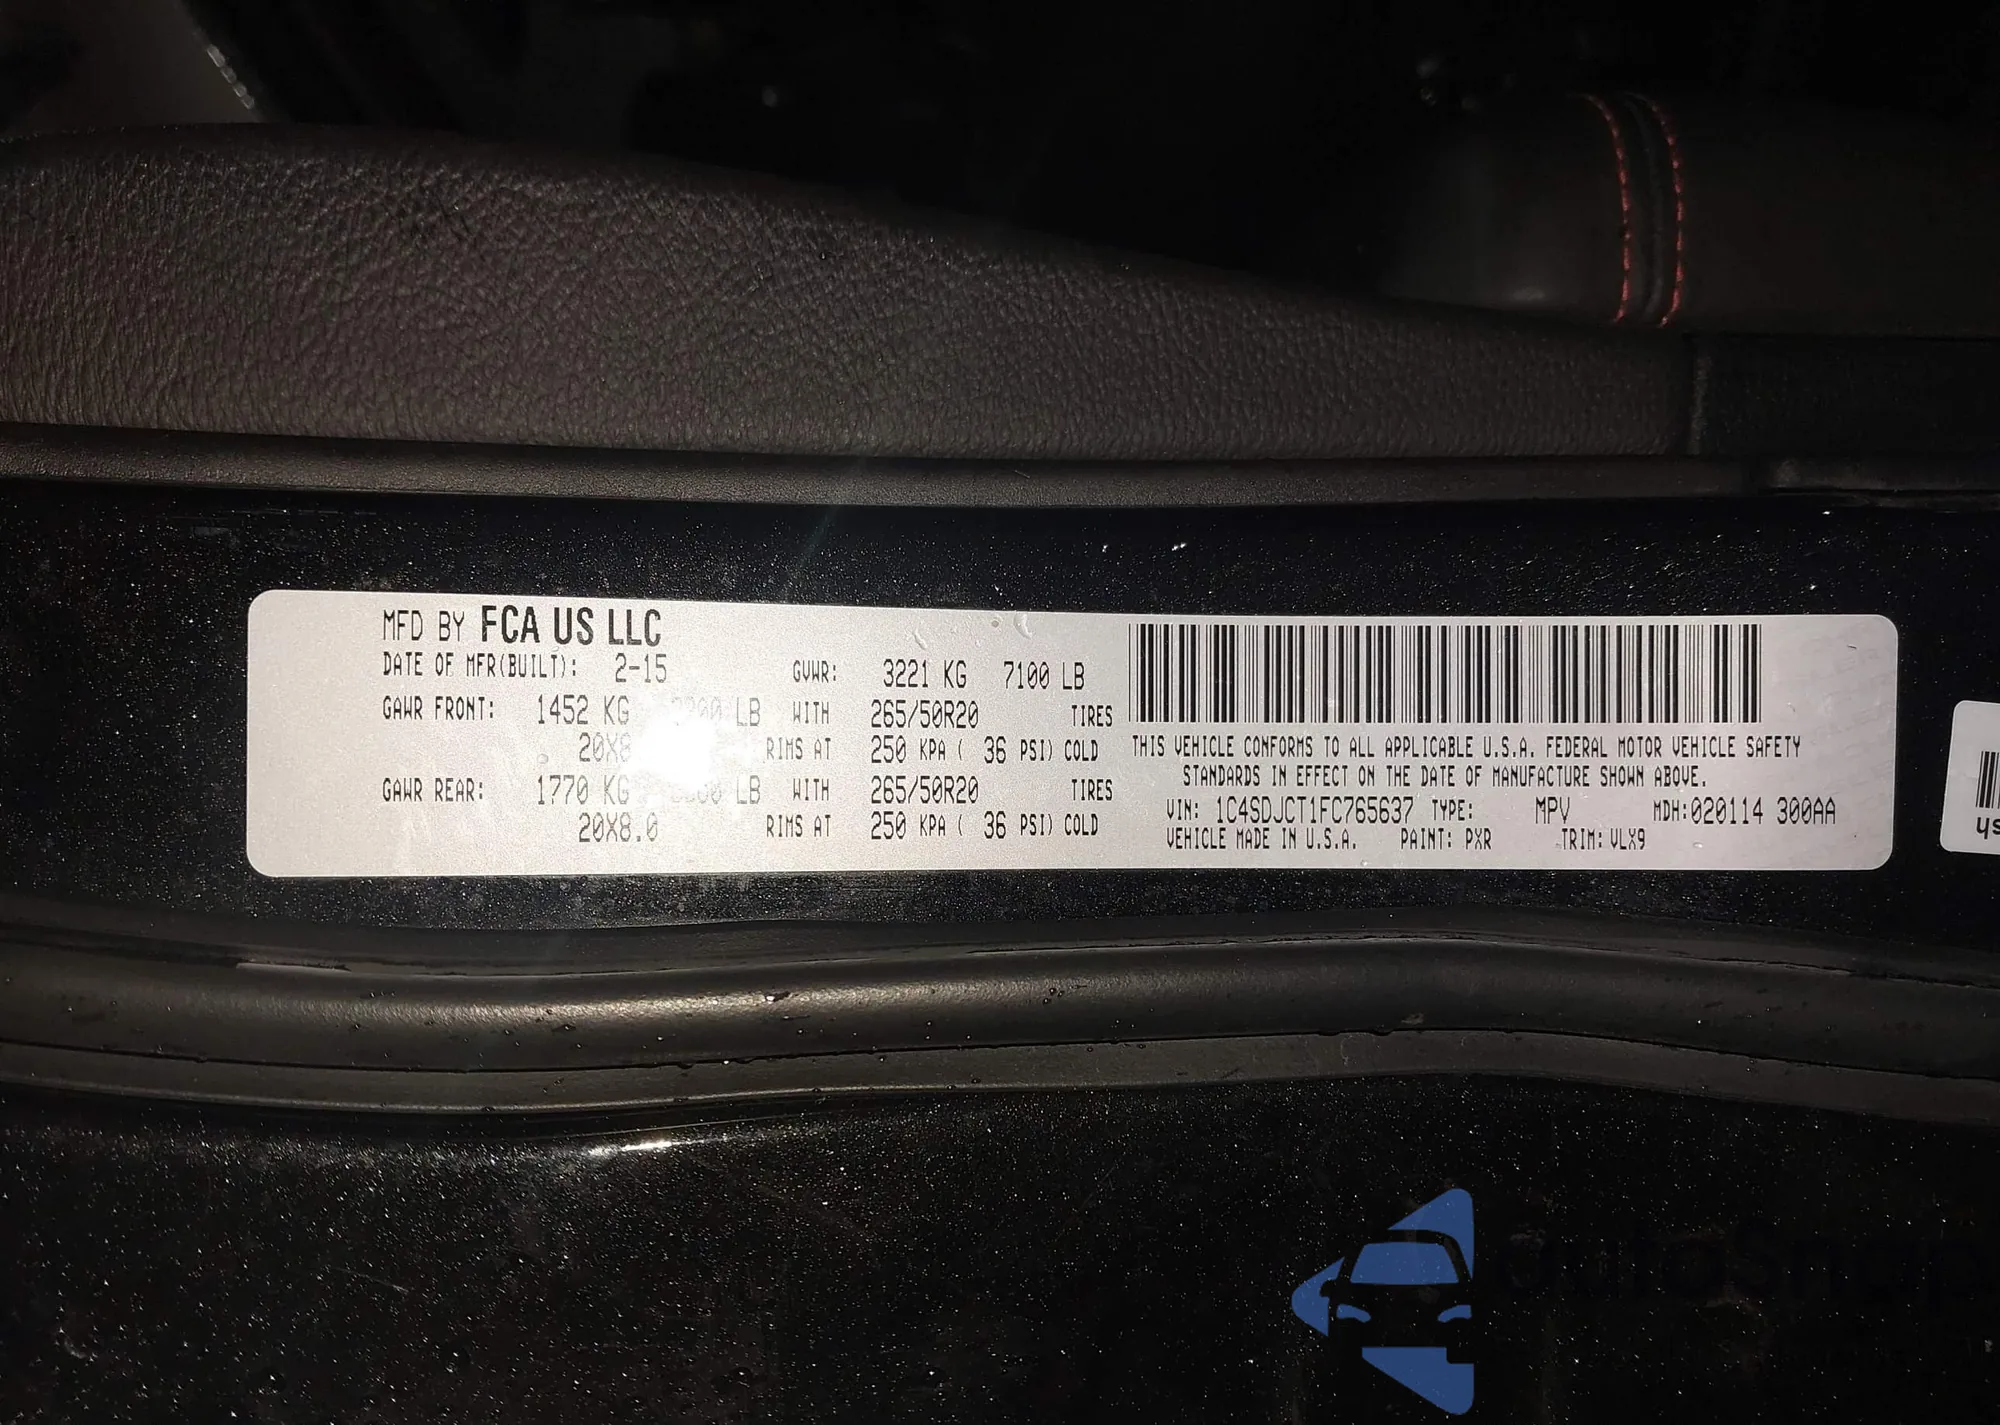 MFD BY FCA US LLC
DATE OF MFR(BUILT): 2-15 GVWR: 3221 KG 7100 LB
GAWR FRONT: 1452 KG LB WITH 265/50R20 TIRES
RIMS AT 250 KPA ( 36 PSI) COLD
GAWR REAR: 1770 KG LB WITH 265/50R20 TIRES
20X8.0 RIMS AT 250 KPA ( 36 PSI) COLD
THIS VEHICLE CONFORMS TO ALL APPLICABLE U.S.A. FEDERAL MOTOR VEHICLE SAFETY
STANDARDS IN EFFECT ON THE DATE OF MANUFACTURE SHOWN ABOVE.
VIN: 1C4SDJCT1FC765637 TYPE: MPV MDH:020114 300AA
VEHICLE MADE IN U.S.A. PAINT: PXR TRIM: VLX9